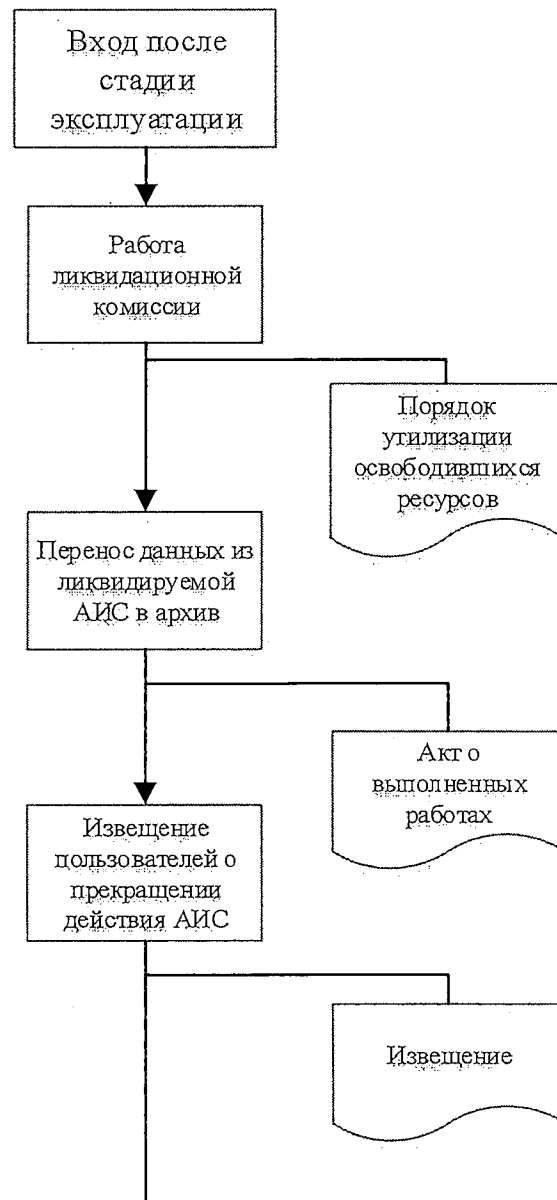 Вход после
стадии
эксплуатации
Работа
ликвидационной
комиссии
Порядок
утилизации
освободившихся
ресурсов
Перенос данных из
ликвидируемой
АИС в архив
Акт о
выполненных
работах
Извещение
пользователей о
прекращении
действия АИС
Извещение